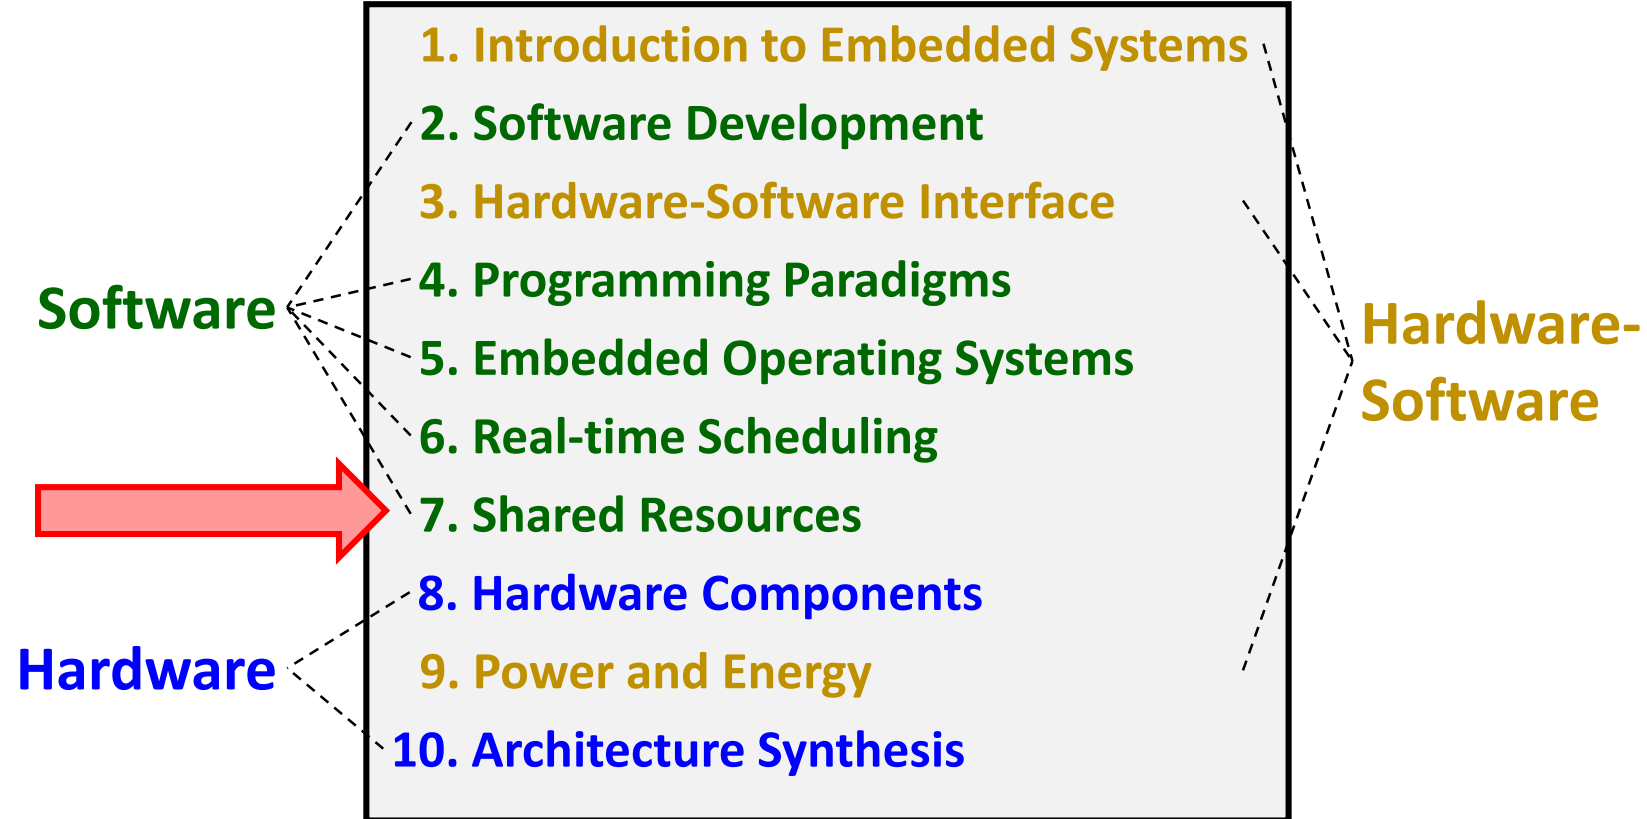 1. Introduction to Embedded Systems
2. Software Development
3. Hardware-Software Interface
4. Programming Paradigms
5. Embedded Operating Systems
6. Real-time Scheduling
7. Shared Resources
8. Hardware Components
9. Power and Energy
10. Architecture Synthesis
Software
Hardware
Hardware-
Software